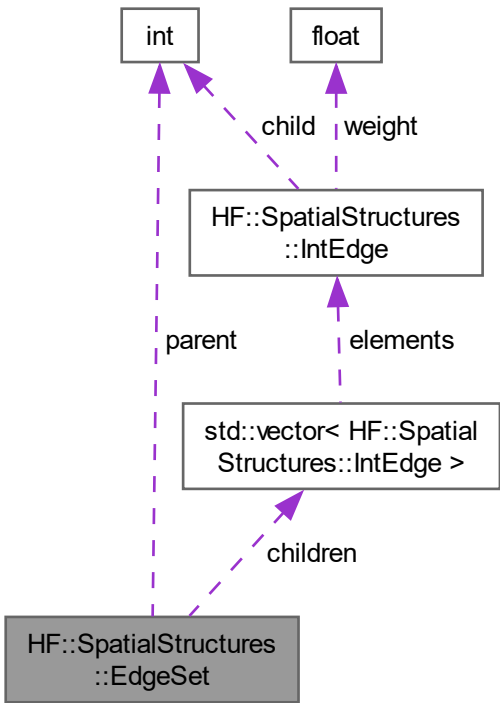 int
float
child
weight
HF::SpatialStructures
::IntEdge
parent
elements
std::vector< HF::Spatial
Structures::IntEdge >
children
HF::SpatialStructures
::EdgeSet